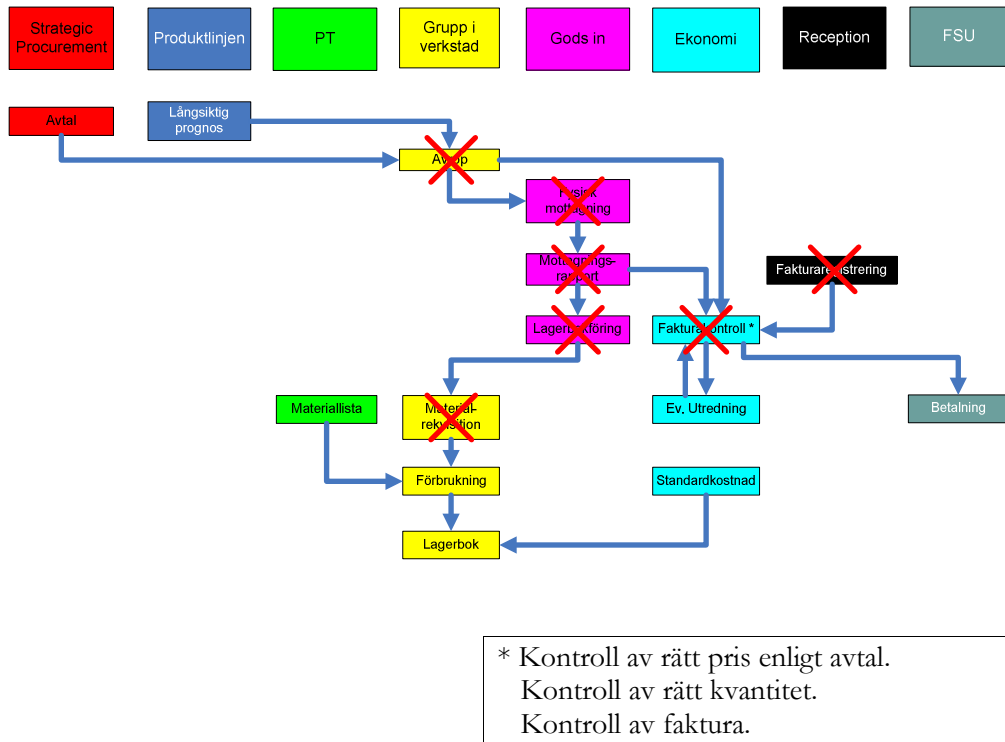 Strategic
Procurement
Produktlinjen
PT
Grupp i
verkstad
Gods in
Ekonomi
Reception
FSU
Avtal
Långsiktig
prognos
Avrop
Fysisk
mottagning
Mottagnings-
rapport
Fakturaregistrering
Lagerbokföring
Fakturakontroll *
Materiallista
Material-
rekvisition
Ev. Utredning
Betalning
Förbrukning
Standardkostnad
Lagerbok
* Kontroll av rätt pris enligt avtal.
Kontroll av rätt kvantitet.
Kontroll av faktura.